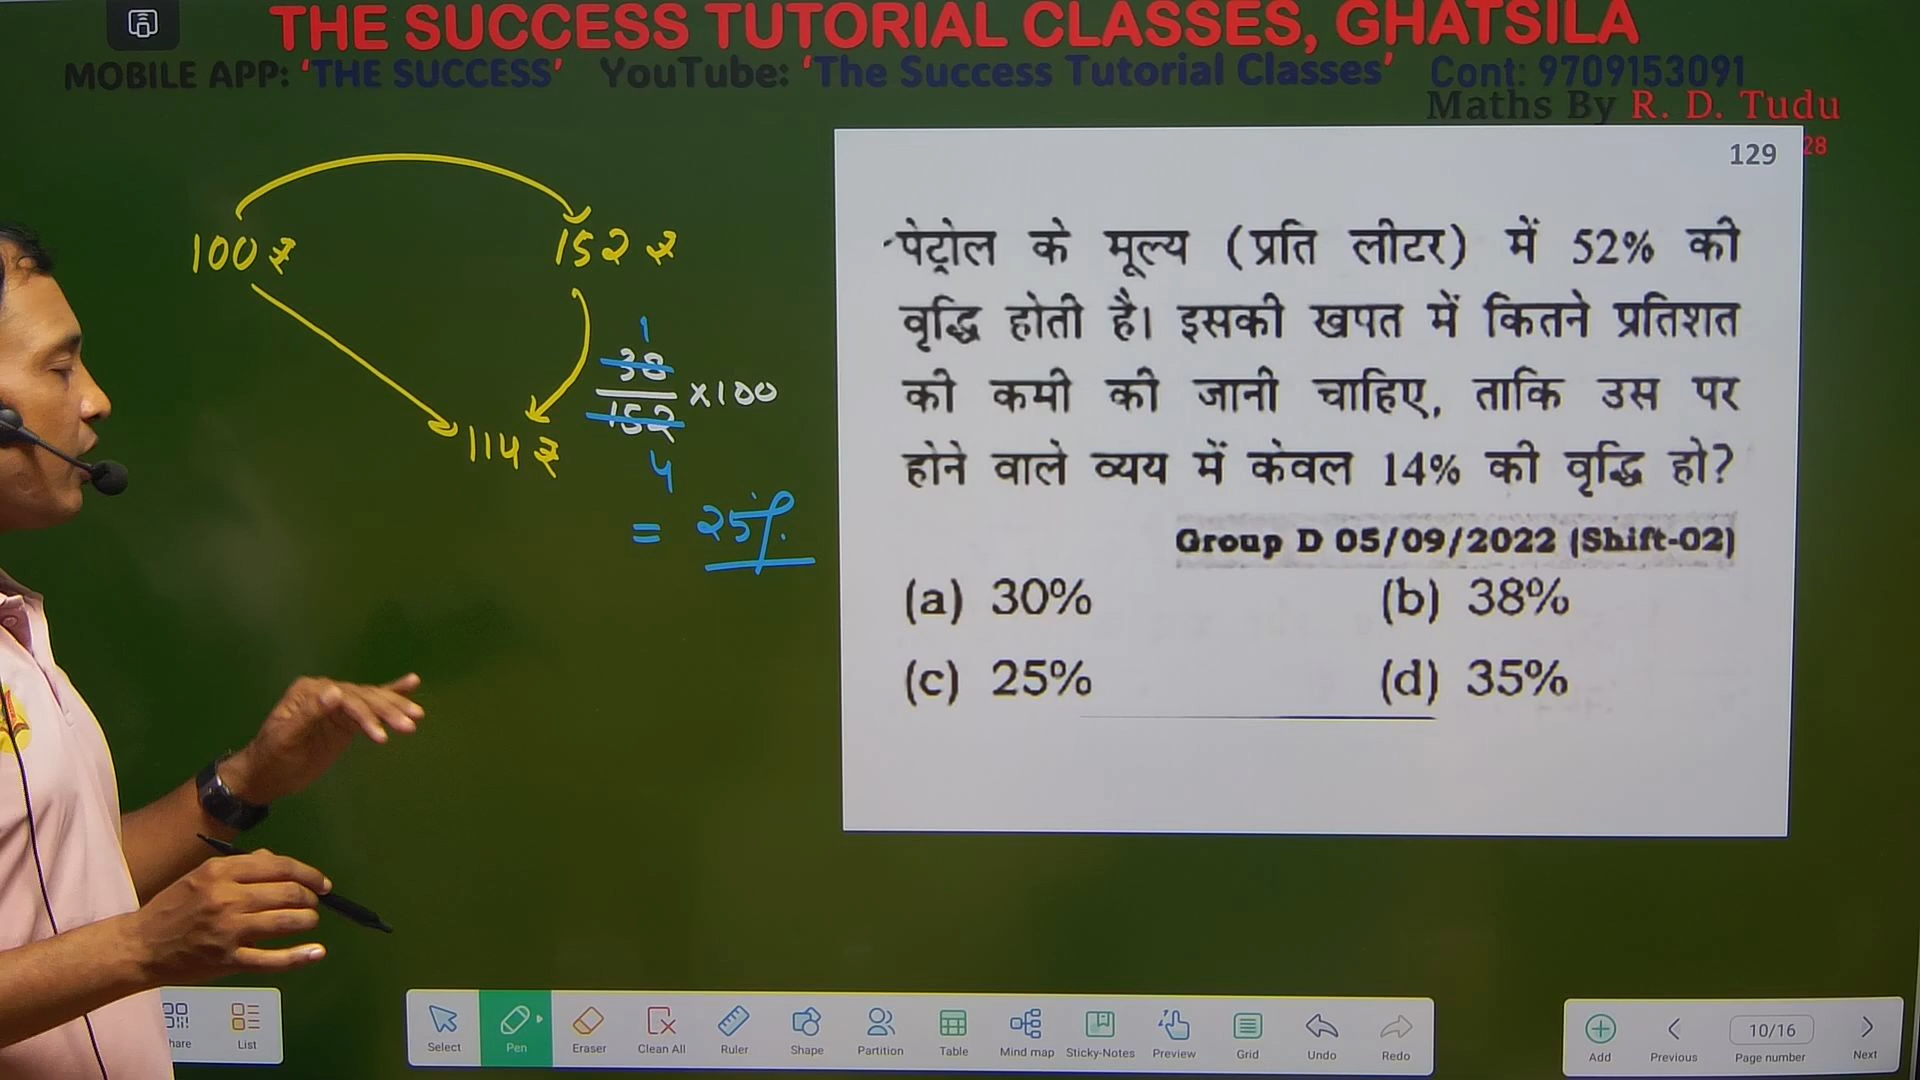 THE SUCCESS TUTORIAL CLASSES, GHATSILA
MOBILE APP: 'THE SUCCESS' YouTube: 'The Success Tutorial Classes' Cont: 9709153091
Maths By R. D. Tudu
28
129
100 ₹
152 ₹
114 ₹
1
38
152
×100
4
= 25%
पेट्रोल के मूल्य (प्रति लीटर) में 52% की
वृद्धि होती है। इसकी खपत में कितने प्रतिशत
की कमी की जानी चाहिए, ताकि उस पर
होने वाले व्यय में केवल 14% की वृद्धि हो?
Group D 05/09/2022 (Shift-02)
(a) 30% (b) 38%
(c) 25% (d) 35%
hare List
Select Pen Eraser Clean All Ruler Shape Partition Table Mind map Sticky-Notes Preview Grid Undo Redo
Add Previous 10/16 Page number Next